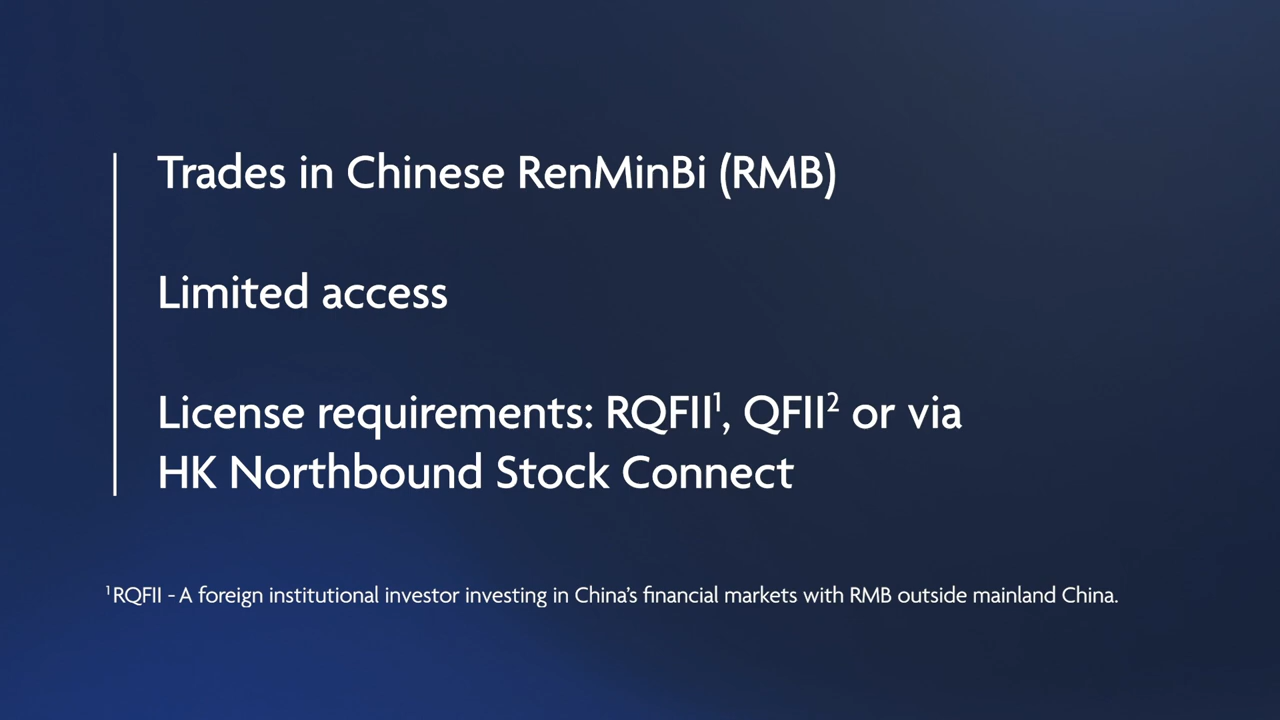 Trades in Chinese RenMinBi (RMB)
Limited access
License requirements: RQFII¹, QFII² or via
HK Northbound Stock Connect
¹RQFII - A foreign institutional investor investing in China's financial markets with RMB outside mainland China.